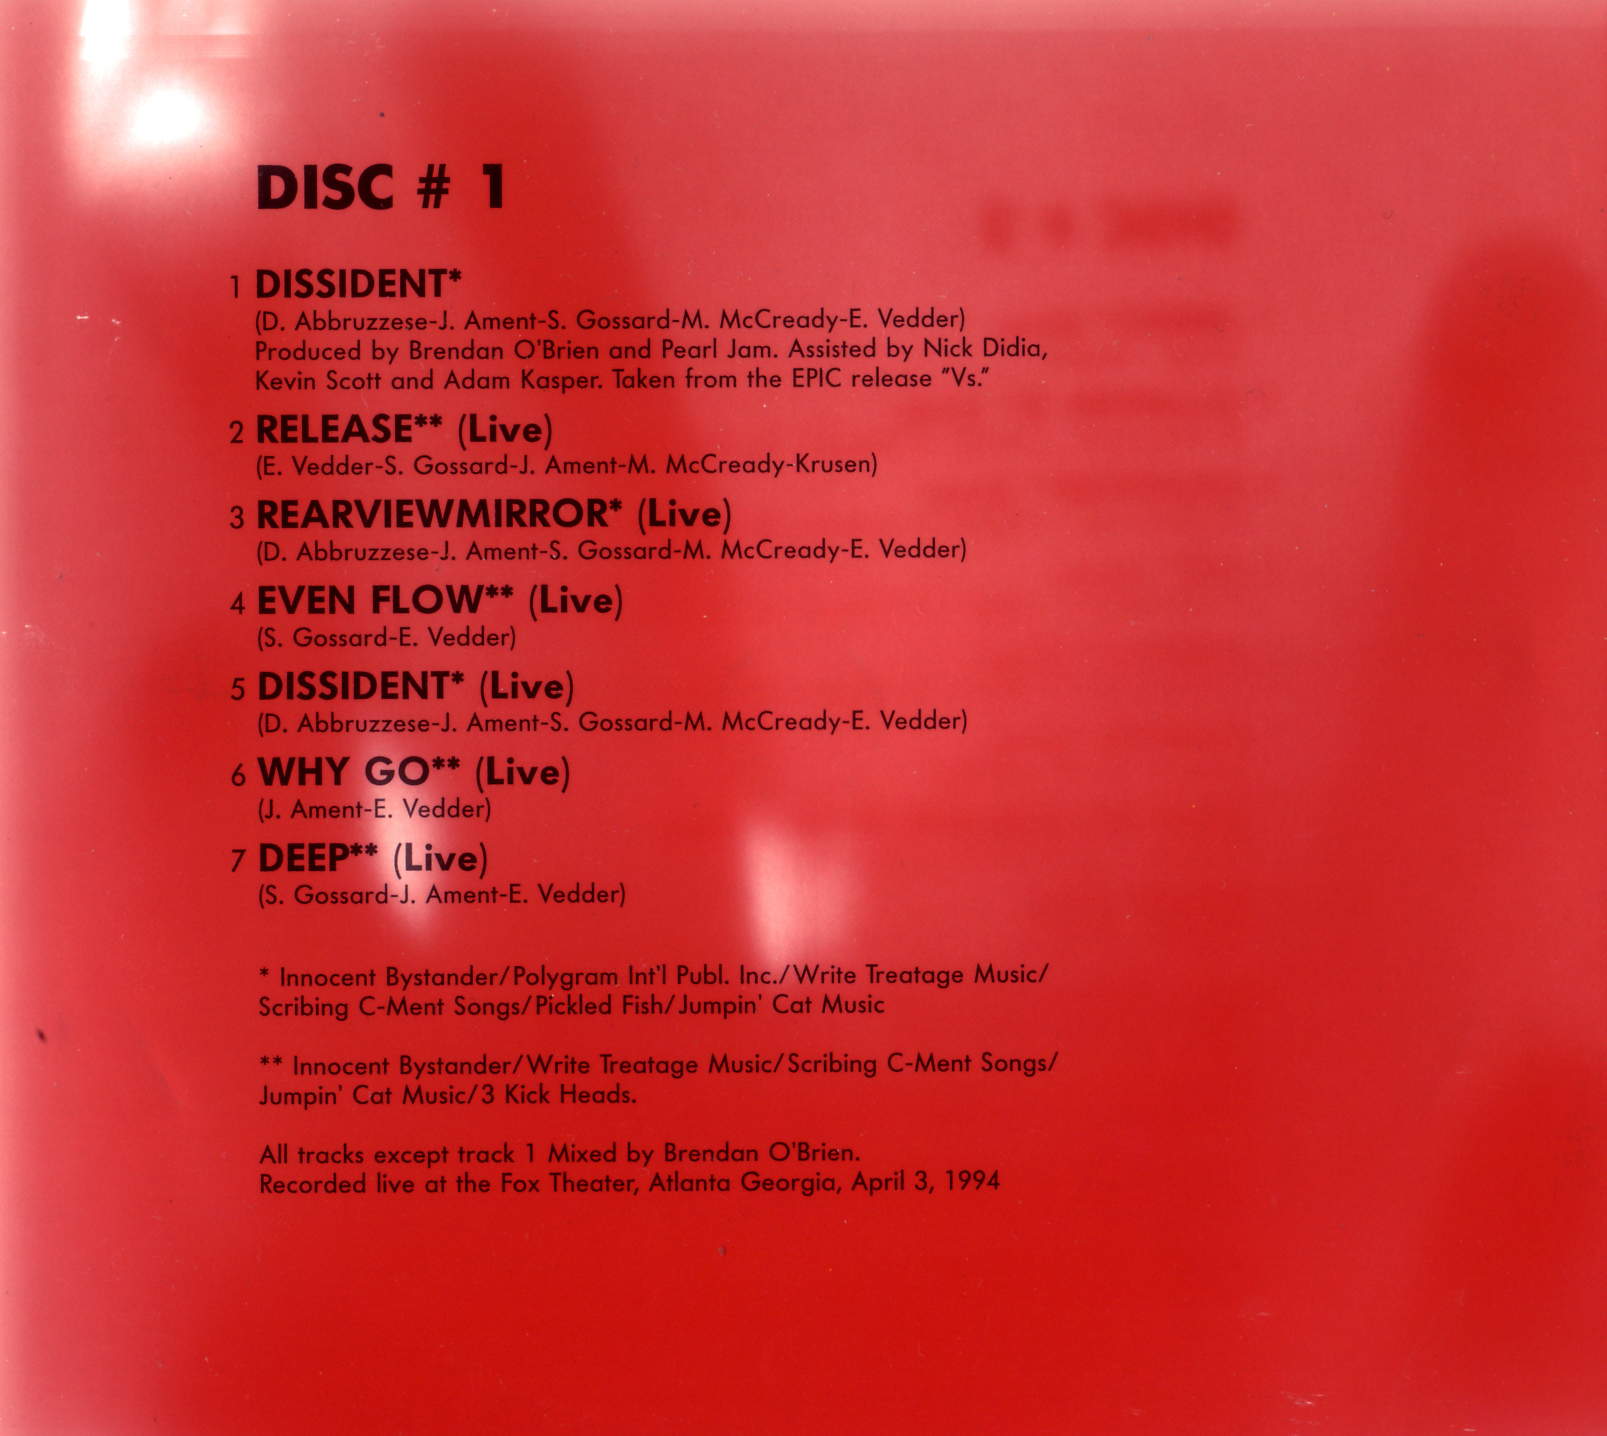 DISC # 1
1 DISSIDENT*
(D. Abbruzzese-J. Ament-S. Gossard-M. McCready-E. Vedder)
Produced by Brendan O'Brien and Pearl Jam. Assisted by Nick Didia,
Kevin Scott and Adam Kasper. Taken from the EPIC release "Vs."
2 RELEASE** (Live)
(E. Vedder-S. Gossard-J. Ament-M. McCready-Krusen)
3 REARVIEWMIRROR* (Live)
(D. Abbruzzese-J. Ament-S. Gossard-M. McCready-E. Vedder)
4 EVEN FLOW** (Live)
(S. Gossard-E. Vedder)
5 DISSIDENT* (Live)
(D. Abbruzzese-J. Ament-S. Gossard-M. McCready-E. Vedder)
6 WHY GO** (Live)
(J. Ament-E. Vedder)
7 DEEP** (Live)
(S. Gossard-J. Ament-E. Vedder)
* Innocent Bystander/Polygram Int'l Publ. Inc./Write Treatage Music/
Scribing C-Ment Songs/Pickled Fish/Jumpin' Cat Music
** Innocent Bystander/Write Treatage Music/Scribing C-Ment Songs/
Jumpin' Cat Music/3 Kick Heads.
All tracks except track 1 Mixed by Brendan O'Brien.
Recorded live at the Fox Theater, Atlanta Georgia, April 3, 1994